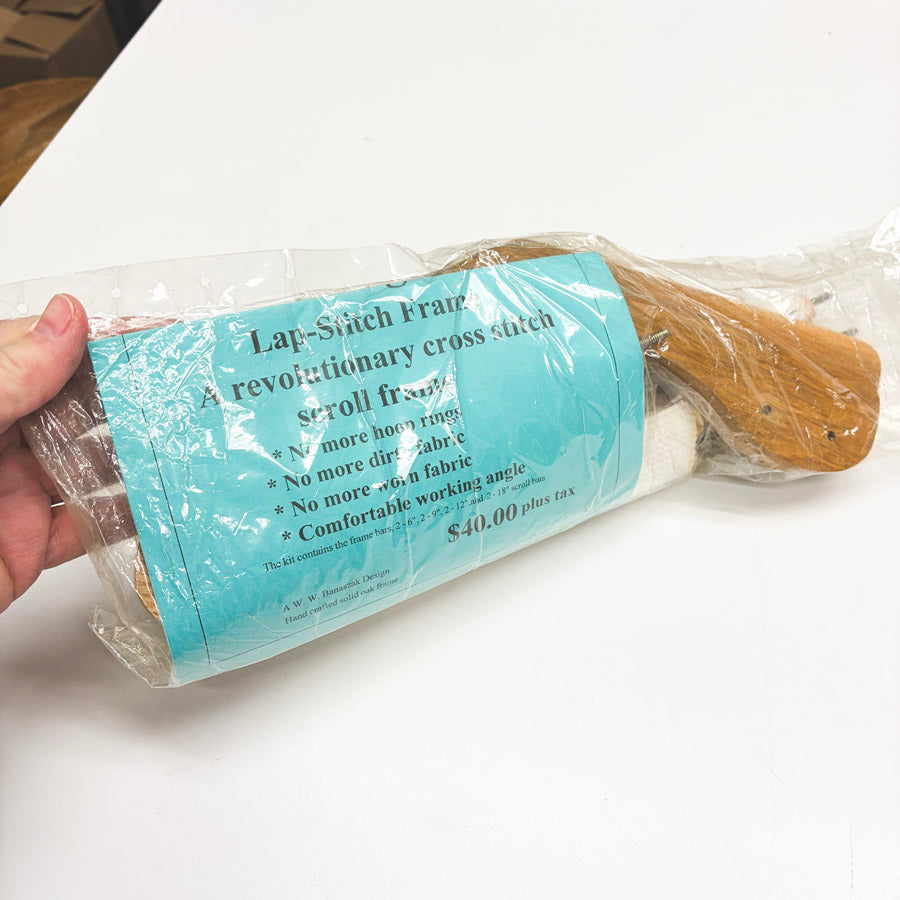 Lap-Stitch Frame
A revolutionary cross stitch
scroll frame
* No more hoop rings
* No more dirty fabric
* No more worn fabric
* Comfortable working angle
The kit contains the frame bars, 2 - 6", 2 - 9", 2 - 12" and 2 - 18" scroll bars
$40.00 plus tax
A W. W. Banaszak Design
Hand crafted solid oak frame